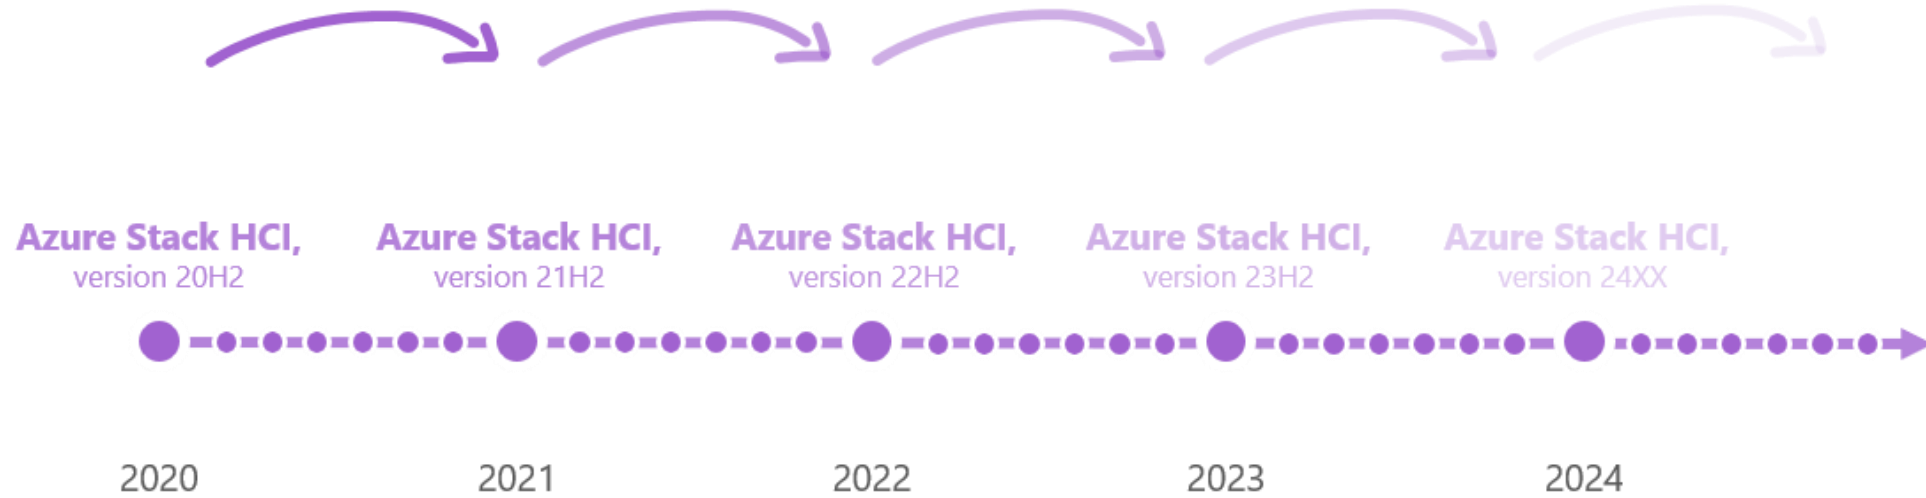 Azure Stack HCI,
version 20H2
Azure Stack HCI,
version 21H2
Azure Stack HCI,
version 22H2
Azure Stack HCI,
version 23H2
Azure Stack HCI,
version 24XX
2020
2021
2022
2023
2024